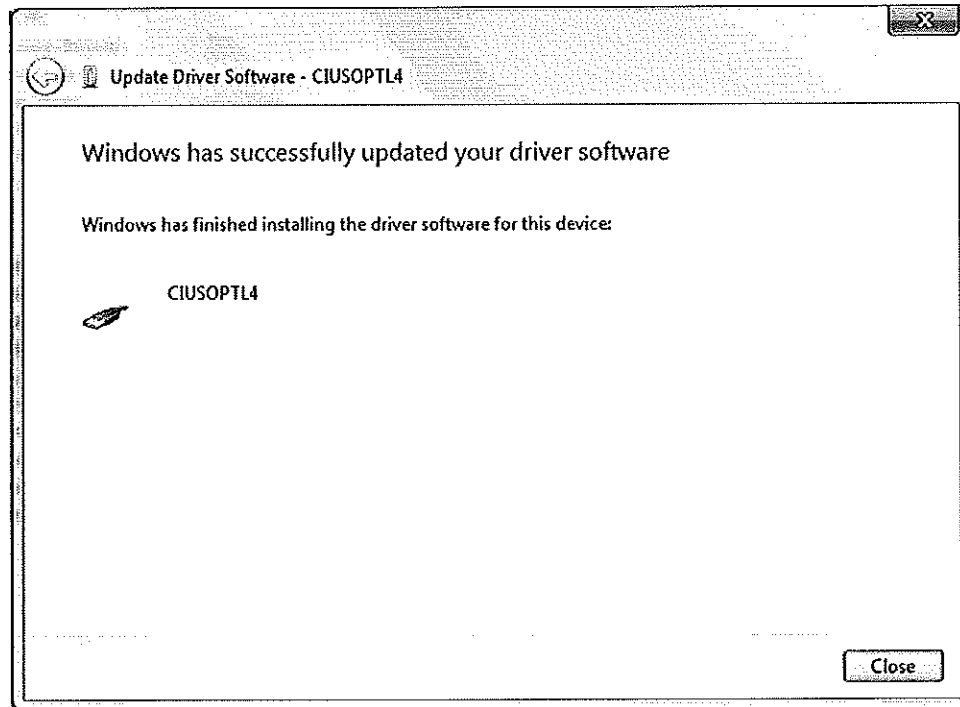 Update Driver Software - CIUSOPTL4
Windows has successfully updated your driver software
Windows has finished installing the driver software for this device:
CIUSOPTL4
Close